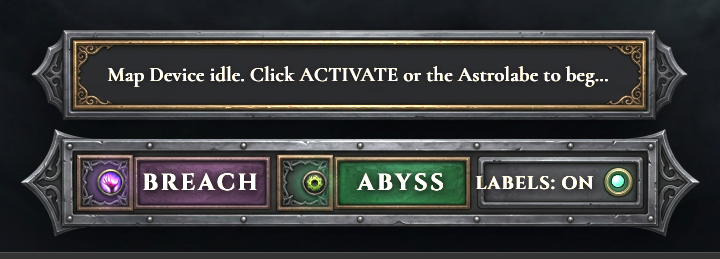 Map Device idle. Click ACTIVATE or the Astrolabe to beg...
BREACH ABYSS LABELS: ON